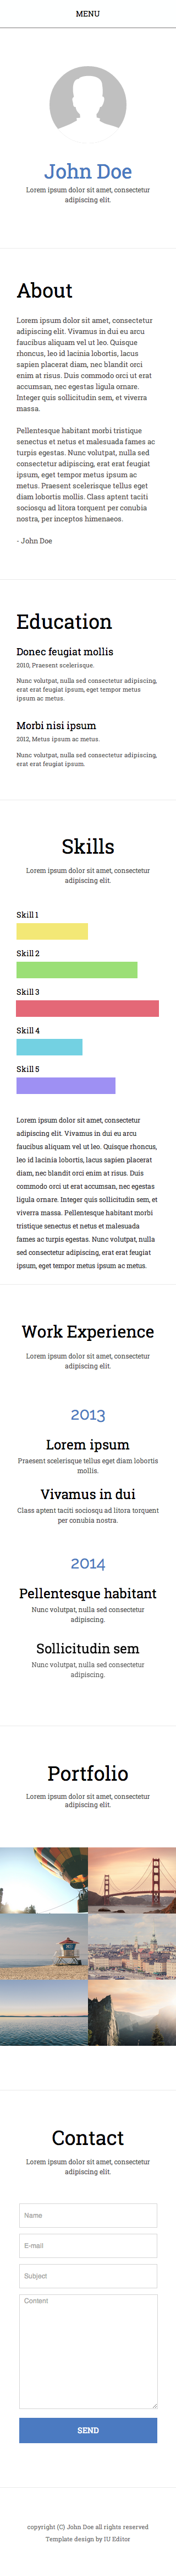 MENU
John Doe
Lorem ipsum dolor sit amet, consectetur
adipiscing elit.
About
Lorem ipsum dolor sit amet, consectetur
adipiscing elit. Vivamus in dui eu arcu
faucibus aliquam vel ut leo. Quisque
rhoncus, leo id lacinia lobortis, lacus
sapien placerat diam, nec blandit orci
enim at risus. Duis commodo orci ut erat
accumsan, nec egestas ligula ornare.
Integer quis sollicitudin sem, et viverra
massa.
Pellentesque habitant morbi tristique
senectus et netus et malesuada fames ac
turpis egestas. Nunc volutpat, nulla sed
consectetur adipiscing, erat erat feugiat
ipsum, eget tempor metus ipsum ac
metus. Praesent scelerisque tellus eget
diam lobortis mollis. Class aptent taciti
sociosqu ad litora torquent per conubia
nostra, per inceptos himenaeos.
- John Doe
Education
Donec feugiat mollis
2010, Praesent scelerisque.
Nunc volutpat, nulla sed consectetur adipiscing,
erat erat feugiat ipsum, eget tempor metus
ipsum ac metus.
Morbi nisi ipsum
2012, Metus ipsum ac metus.
Nunc volutpat, nulla sed consectetur adipiscing,
erat erat feugiat ipsum.
Skills
Lorem ipsum dolor sit amet, consectetur
adipiscing elit.
Skill 1
Skill 2
Skill 3
Skill 4
Skill 5
Lorem ipsum dolor sit amet, consectetur
adipiscing elit. Vivamus in dui eu arcu
faucibus aliquam vel ut leo. Quisque rhoncus,
leo id lacinia lobortis, lacus sapien placerat
diam, nec blandit orci enim at risus. Duis
commodo orci ut erat accumsan, nec egestas
ligula ornare. Integer quis sollicitudin sem, et
viverra massa. Pellentesque habitant morbi
tristique senectus et netus et malesuada
fames ac turpis egestas. Nunc volutpat, nulla
sed consectetur adipiscing, erat erat feugiat
ipsum, eget tempor metus ipsum ac metus.
Work Experience
Lorem ipsum dolor sit amet, consectetur
adipiscing elit.
2013
Lorem ipsum
Praesent scelerisque tellus eget diam lobortis
mollis.
Vivamus in dui
Class aptent taciti sociosqu ad litora torquent
per conubia nostra.
2014
Pellentesque habitant
Nunc volutpat, nulla sed consectetur
adipiscing.
Sollicitudin sem
Nunc volutpat, nulla sed consectetur
adipiscing.
Portfolio
Lorem ipsum dolor sit amet, consectetur
adipiscing elit.
Contact
Lorem ipsum dolor sit amet, consectetur
adipiscing elit.
Name
E-mail
Subject
Content
SEND
copyright (C) John Doe all rights reserved
Template design by IU Editor